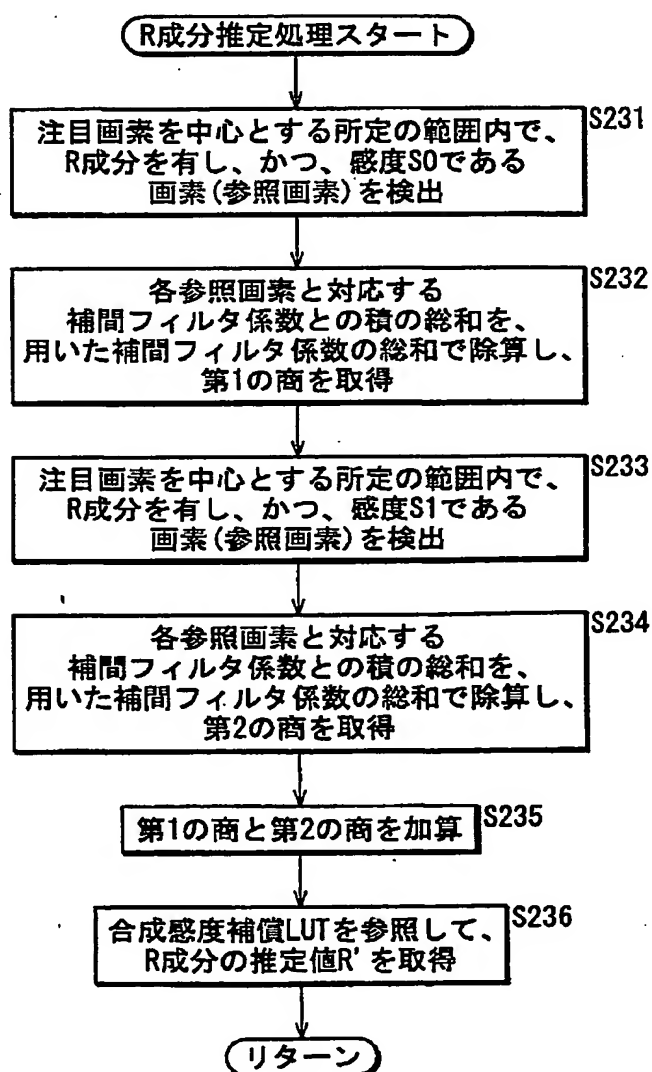 R成分推定処理スタート
S231
注目画素を中心とする所定の範囲内で、
R成分を有し、かつ、感度S0である
画素(参照画素)を検出
S232
各参照画素と対応する
補間フィルタ係数との積の総和を、
用いた補間フィルタ係数の総和で除算し、
第1の商を取得
S233
注目画素を中心とする所定の範囲内で、
R成分を有し、かつ、感度S1である
画素(参照画素)を検出
S234
各参照画素と対応する
補間フィルタ係数との積の総和を、
用いた補間フィルタ係数の総和で除算し、
第2の商を取得
S235
第1の商と第2の商を加算
S236
合成感度補償LUTを参照して、
R成分の推定値R'を取得
リターン